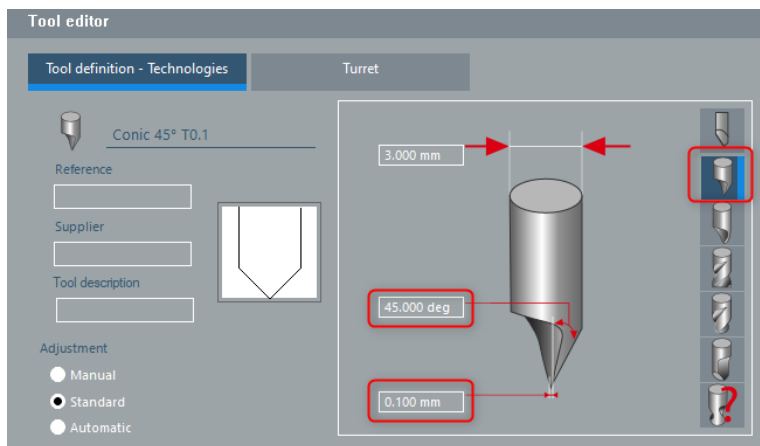 Tool editor
Tool definition - Technologies
Turret
Conic 45° T0.1
Reference
Supplier
Tool description
Adjustment
Manual
Standard
Automatic
3.000 mm
45.000 deg
0.100 mm
?